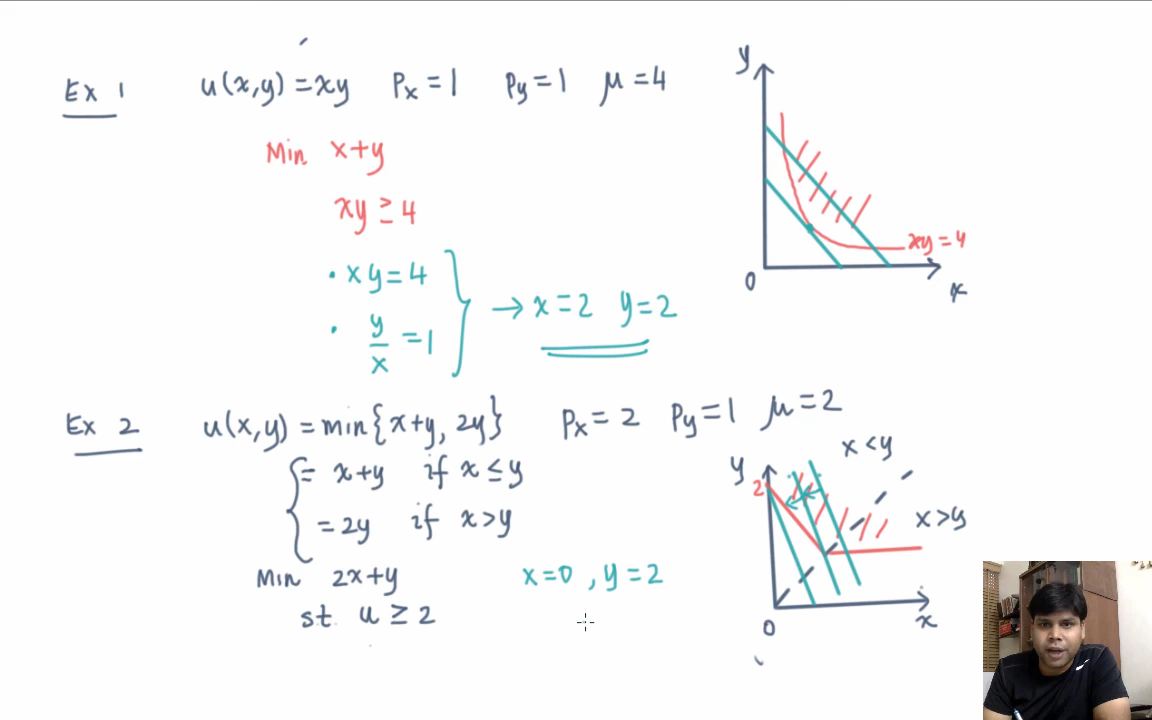 Ex 1 u(x,y) = xy Px = 1 Py = 1 μ = 4
Min x+y
xy ≥ 4
• xy = 4
• y/x = 1
→ x = 2 y = 2
y
xy = 4
0
x
Ex 2 u(x,y) = min{x+y, 2y} Px = 2 Py = 1 μ = 2
= x+y if x ≤ y
= 2y if x > y
Min 2x+y
st. u ≥ 2
x = 0 , y = 2
x < y
y
2
x > y
0
x